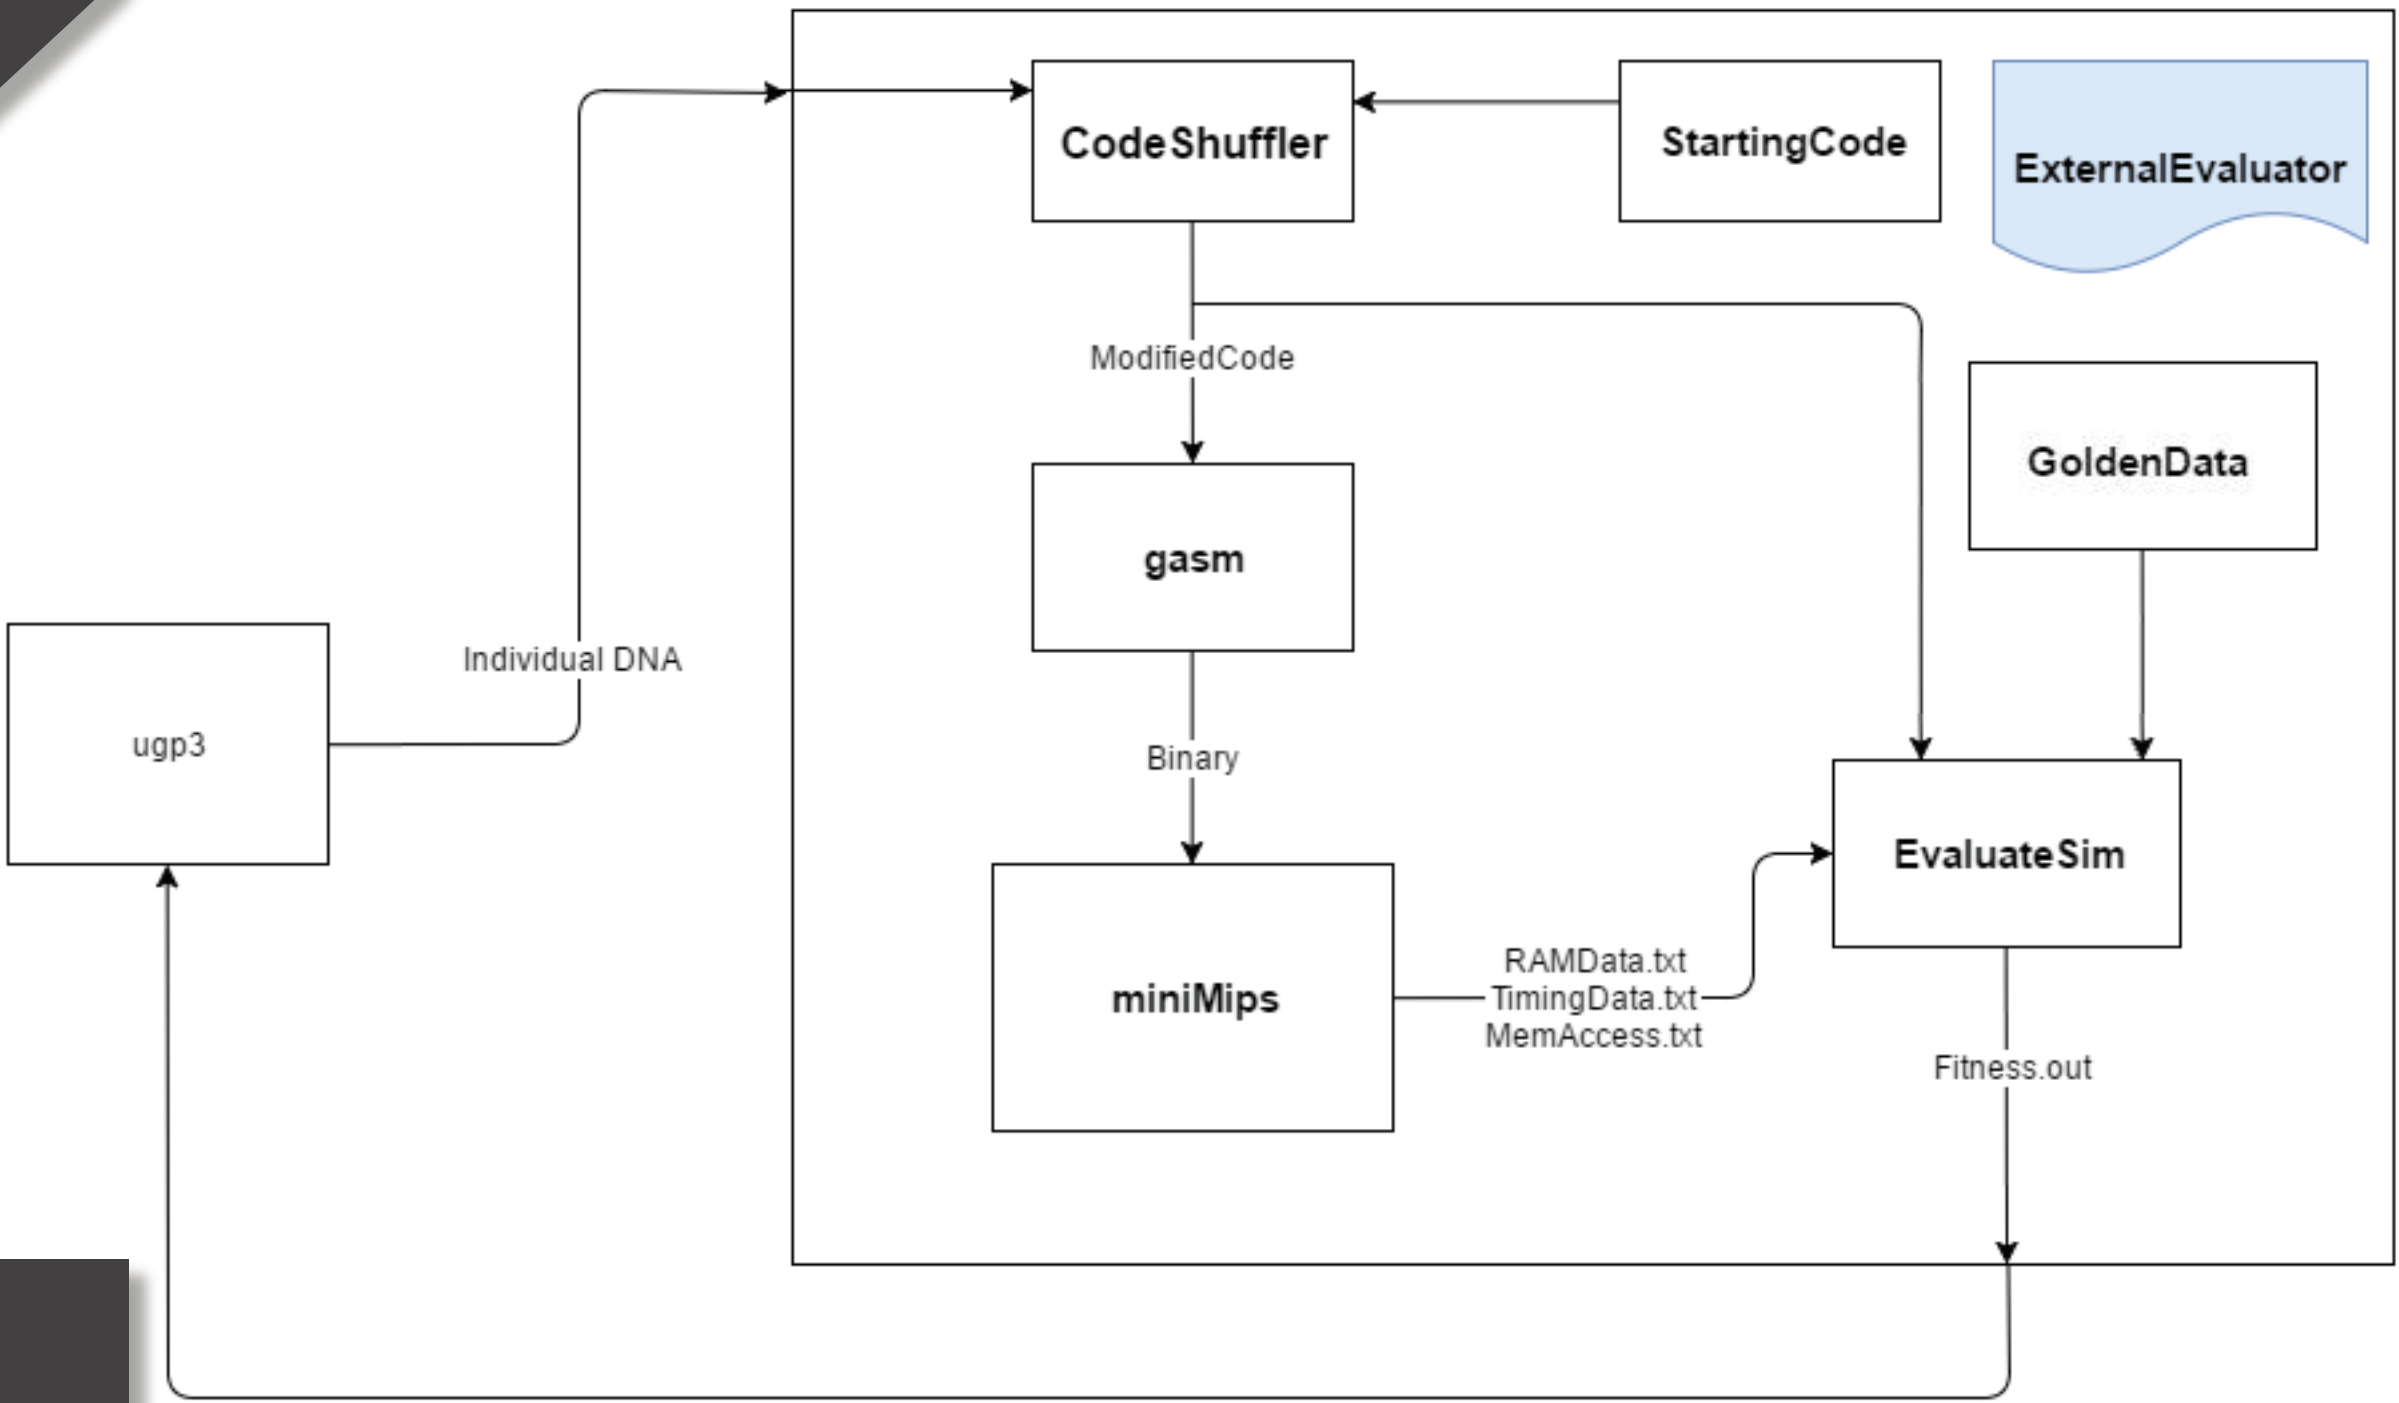 CodeShuffler
StartingCode
ExternalEvaluator
ModifiedCode
GoldenData
gasm
Individual DNA
ugp3
Binary
EvaluateSim
miniMips
RAMData.txt
TimingData.txt
MemAccess.txt
Fitness.out